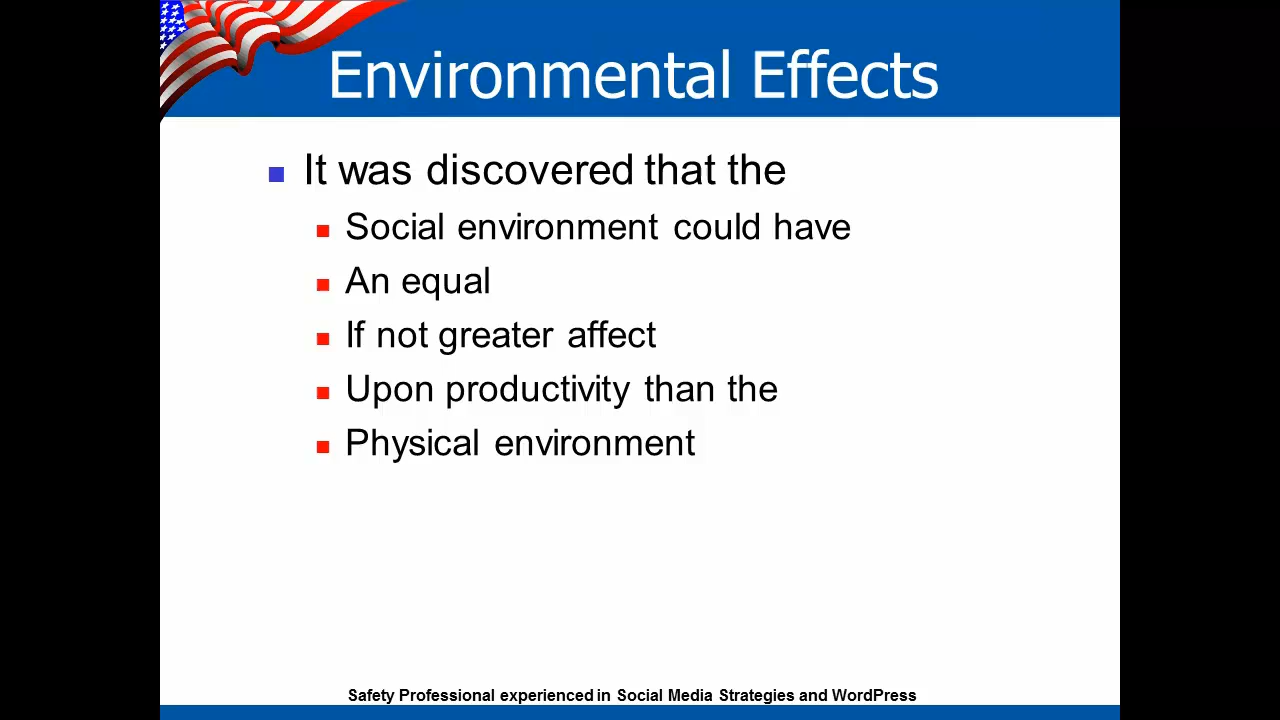 Environmental Effects
It was discovered that the
Social environment could have
An equal
If not greater affect
Upon productivity than the
Physical environment
Safety Professional experienced in Social Media Strategies and WordPress